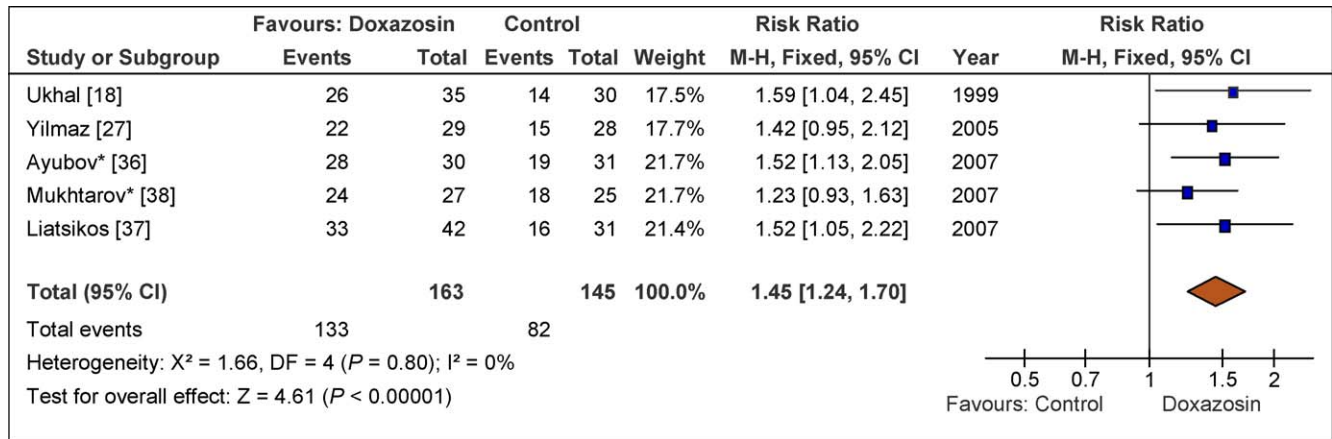 Favours: Doxazosin Control Risk Ratio Risk Ratio
Study or Subgroup Events Total Events Total Weight M-H, Fixed, 95% CI Year M-H, Fixed, 95% CI
Ukhal [18] 26 35 14 30 17.5% 1.59 [1.04, 2.45] 1999
Yilmaz [27] 22 29 15 28 17.7% 1.42 [0.95, 2.12] 2005
Ayubov* [36] 28 30 19 31 21.7% 1.52 [1.13, 2.05] 2007
Mukhtarov* [38] 24 27 18 25 21.7% 1.23 [0.93, 1.63] 2007
Liatsikos [37] 33 42 16 31 21.4% 1.52 [1.05, 2.22] 2007
Total (95% CI) 163 145 100.0% 1.45 [1.24, 1.70]
Total events 133 82
Heterogeneity: X² = 1.66, DF = 4 (P = 0.80); I² = 0%
Test for overall effect: Z = 4.61 (P < 0.00001)
0.5 0.7 1 1.5 2
Favours: Control Doxazosin